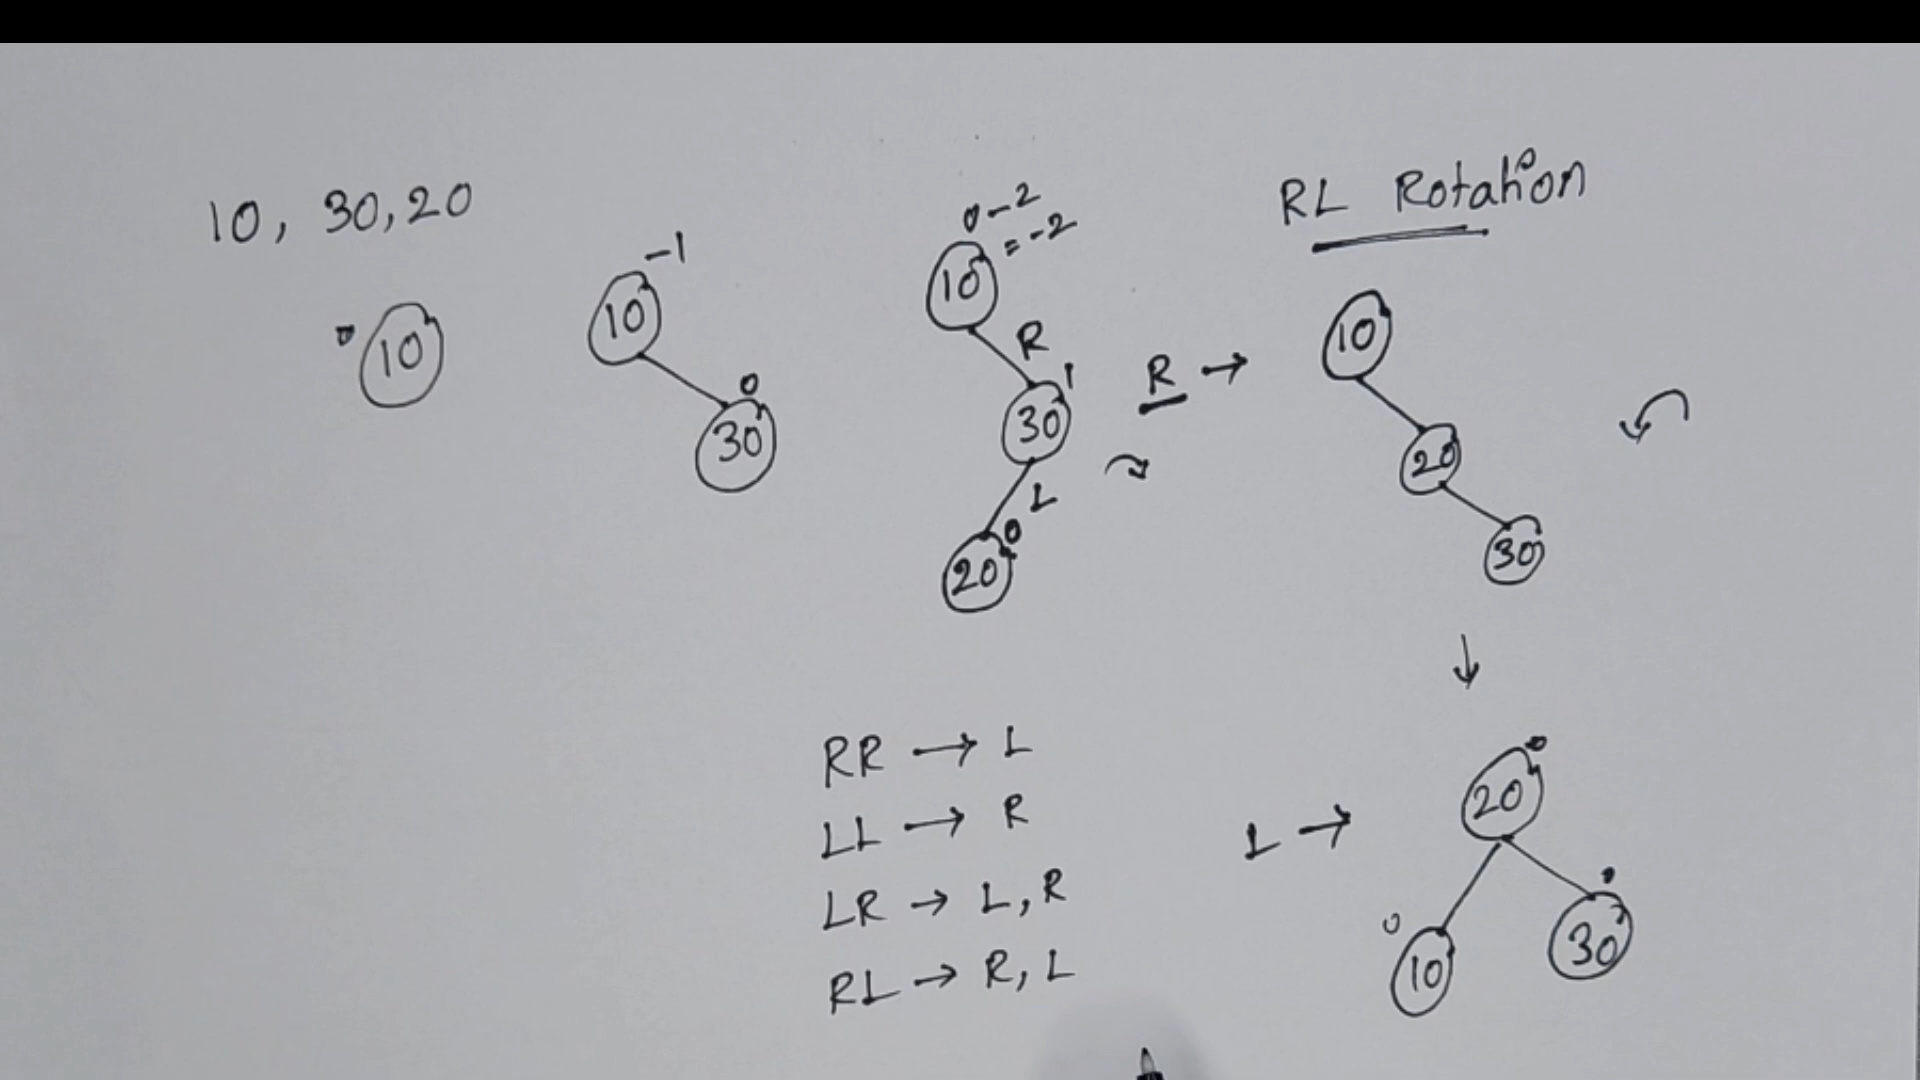 10, 30, 20
RL Rotation
0
10
-1
10
0
30
0-2
=-2
10
R
1
30
L
0
20
R →
10
20
30
↓
RR → L
LL → R
LR → L, R
RL → R, L
L →
0
20
0
10
0
30